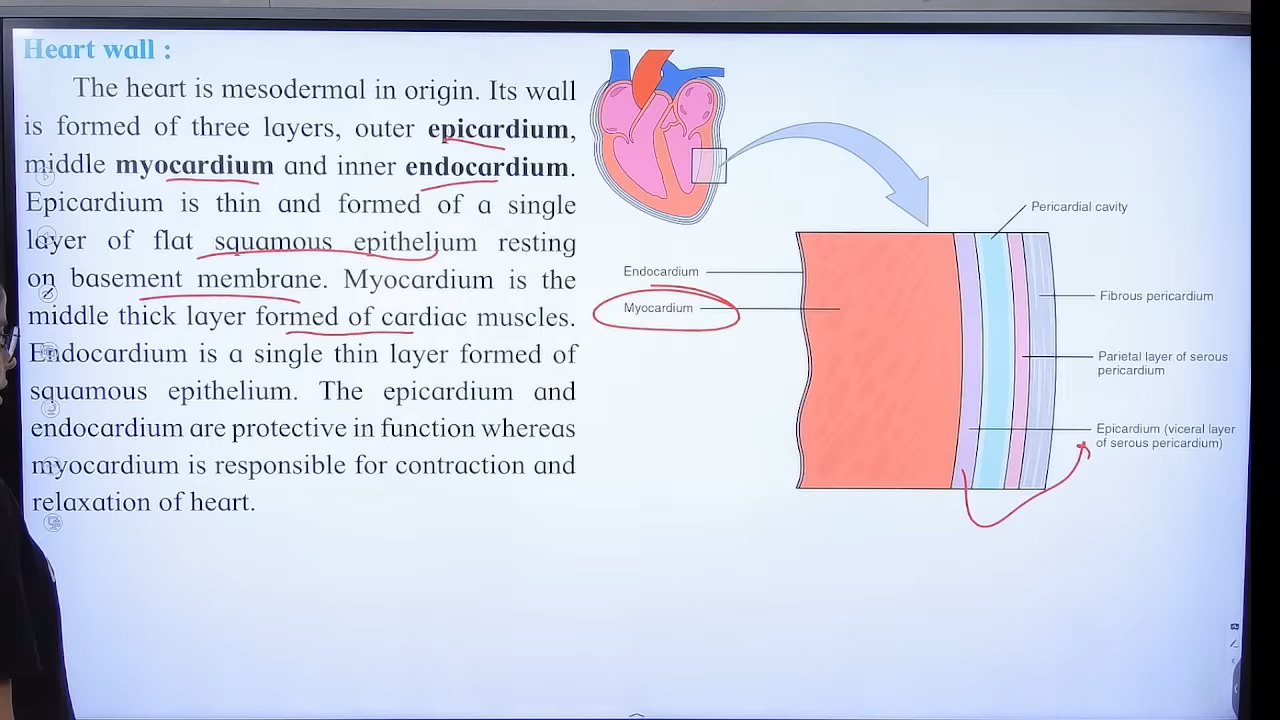 Heart wall :
The heart is mesodermal in origin. Its wall
is formed of three layers, outer epicardium,
middle myocardium and inner endocardium.
Epicardium is thin and formed of a single
layer of flat squamous epithelium resting
on basement membrane. Myocardium is the
middle thick layer formed of cardiac muscles.
Endocardium is a single thin layer formed of
squamous epithelium. The epicardium and
endocardium are protective in function whereas
myocardium is responsible for contraction and
relaxation of heart.
Pericardial cavity
Endocardium
Myocardium
Fibrous pericardium
Parietal layer of serous
pericardium
Epicardium (viceral layer
of serous pericardium)